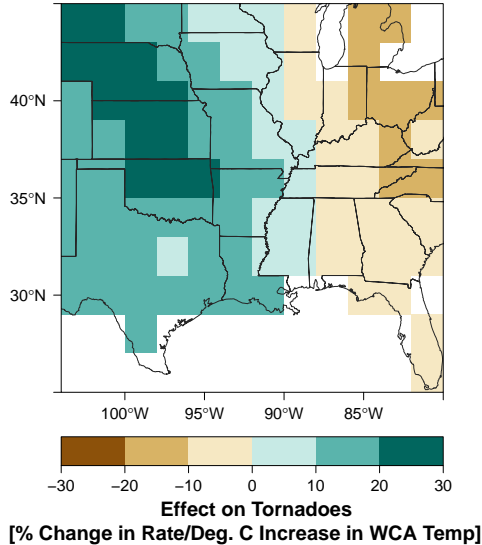 40°N
35°N
30°N
100°W 95°W 90°W 85°W
−30 −20 −10 0 10 20 30
Effect on Tornadoes
[% Change in Rate/Deg. C Increase in WCA Temp]